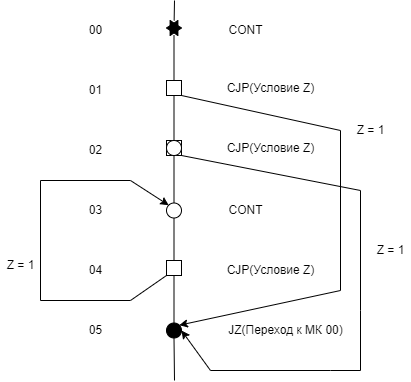 00 CONT
01 CJP(Условие Z)
Z = 1
02 CJP(Условие Z)
03 CONT
Z = 1
Z = 1
04 CJP(Условие Z)
05 JZ(Переход к МК 00)